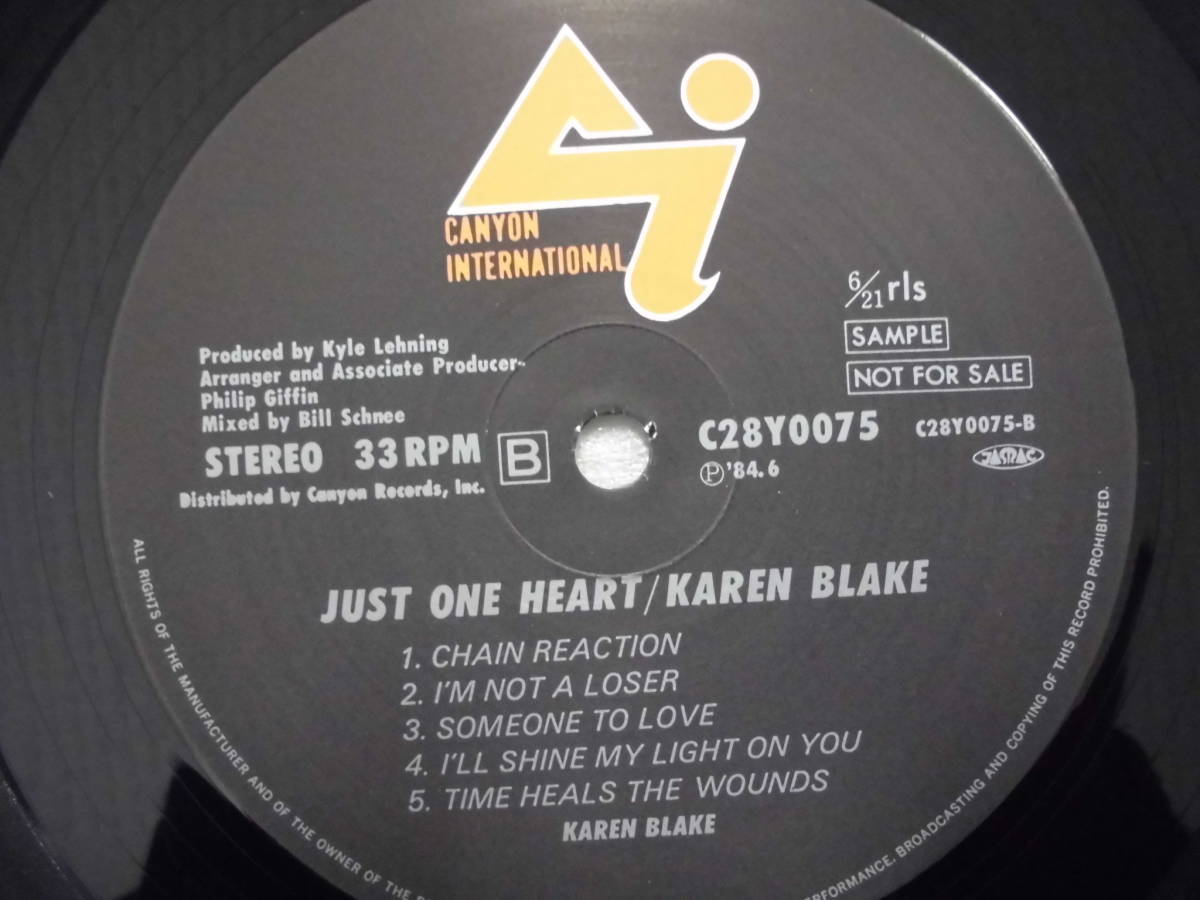 CANYON
INTERNATIONAL
6/21 rls
SAMPLE
NOT FOR SALE
Produced by Kyle Lehning
Arranger and Associate Producer-
Philip Giffin
Mixed by Bill Schnee
STEREO 33RPM
B
C28Y0075
C28Y0075-B
Distributed by Canyon Records, Inc.
Ⓟ'84.6
JASRAC
JUST ONE HEART/KAREN BLAKE
1. CHAIN REACTION
2. I'M NOT A LOSER
3. SOMEONE TO LOVE
4. I'LL SHINE MY LIGHT ON YOU
5. TIME HEALS THE WOUNDS
KAREN BLAKE
ALL RIGHTS OF THE MANUFACTURER AND OF THE OWNER OF THE
PERFORMANCE, BROADCASTING AND COPYING OF THIS RECORD PROHIBITED.